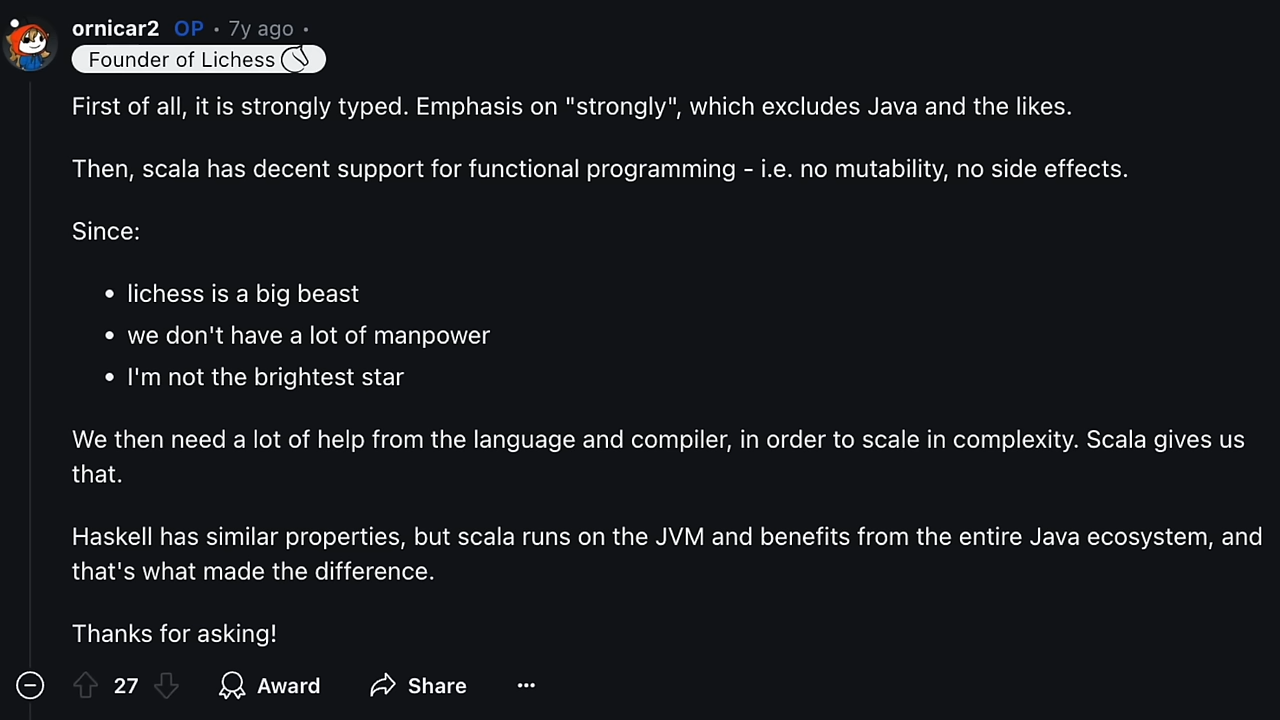 ornicar2 OP • 7y ago •
Founder of Lichess
First of all, it is strongly typed. Emphasis on "strongly", which excludes Java and the likes.
Then, scala has decent support for functional programming - i.e. no mutability, no side effects.
Since:
• lichess is a big beast
• we don't have a lot of manpower
• I'm not the brightest star
We then need a lot of help from the language and compiler, in order to scale in complexity. Scala gives us
that.
Haskell has similar properties, but scala runs on the JVM and benefits from the entire Java ecosystem, and
that's what made the difference.
Thanks for asking!
27 Award Share ...